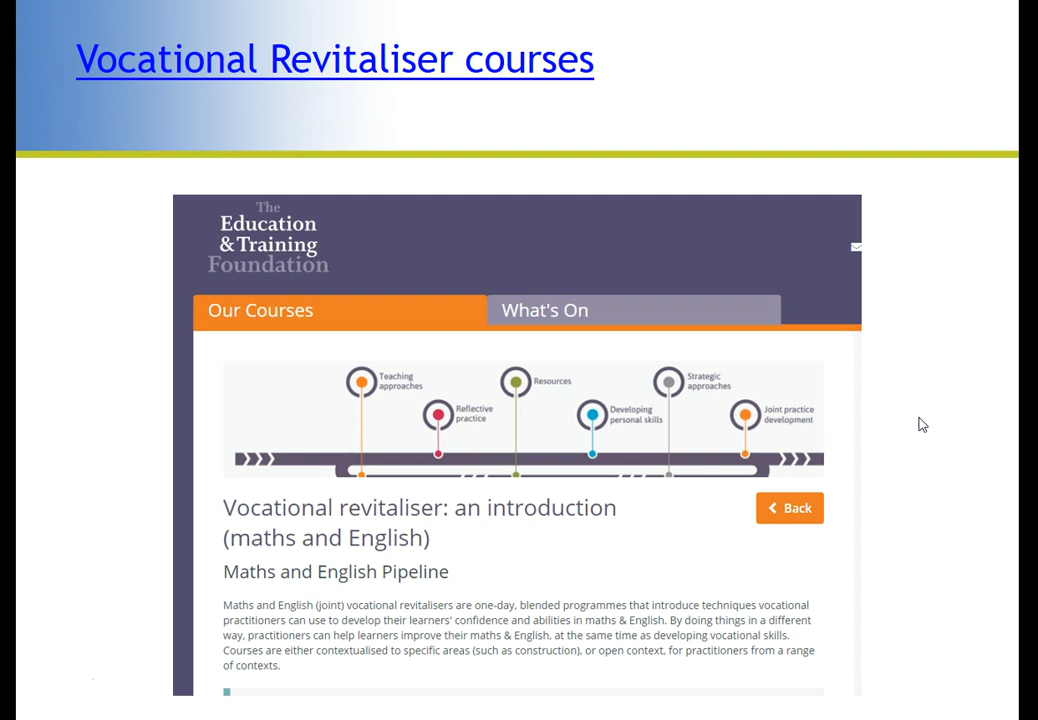 Vocational Revitaliser courses
The
Education
& Training
Foundation
Our Courses
What's On
Teaching
approaches
Reflective
practice
Resources
Developing
personal skills
Strategic
approaches
Joint practice
development
Vocational revitaliser: an introduction
(maths and English)
Back
Maths and English Pipeline
Maths and English (joint) vocational revitalisers are one-day, blended programmes that introduce techniques vocational
practitioners can use to develop their learners' confidence and abilities in maths & English. By doing things in a different
way, practitioners can help learners improve their maths & English, at the same time as developing vocational skills.
Courses are either contextualised to specific areas (such as construction), or open context, for practitioners from a range
of contexts.